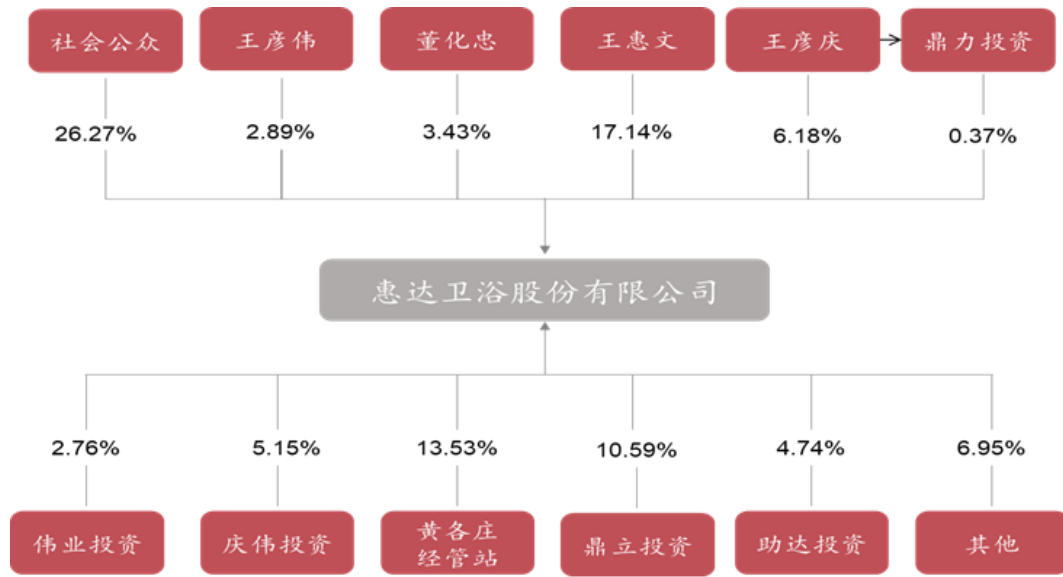 社会公众 王彦伟 董化忠 王惠文 王彦庆 鼎力投资
26.27% 2.89% 3.43% 17.14% 6.18% 0.37%
惠达卫浴股份有限公司
2.76% 5.15% 13.53% 10.59% 4.74% 6.95%
伟业投资 庆伟投资 黄各庄
经管站 鼎立投资 助达投资 其他